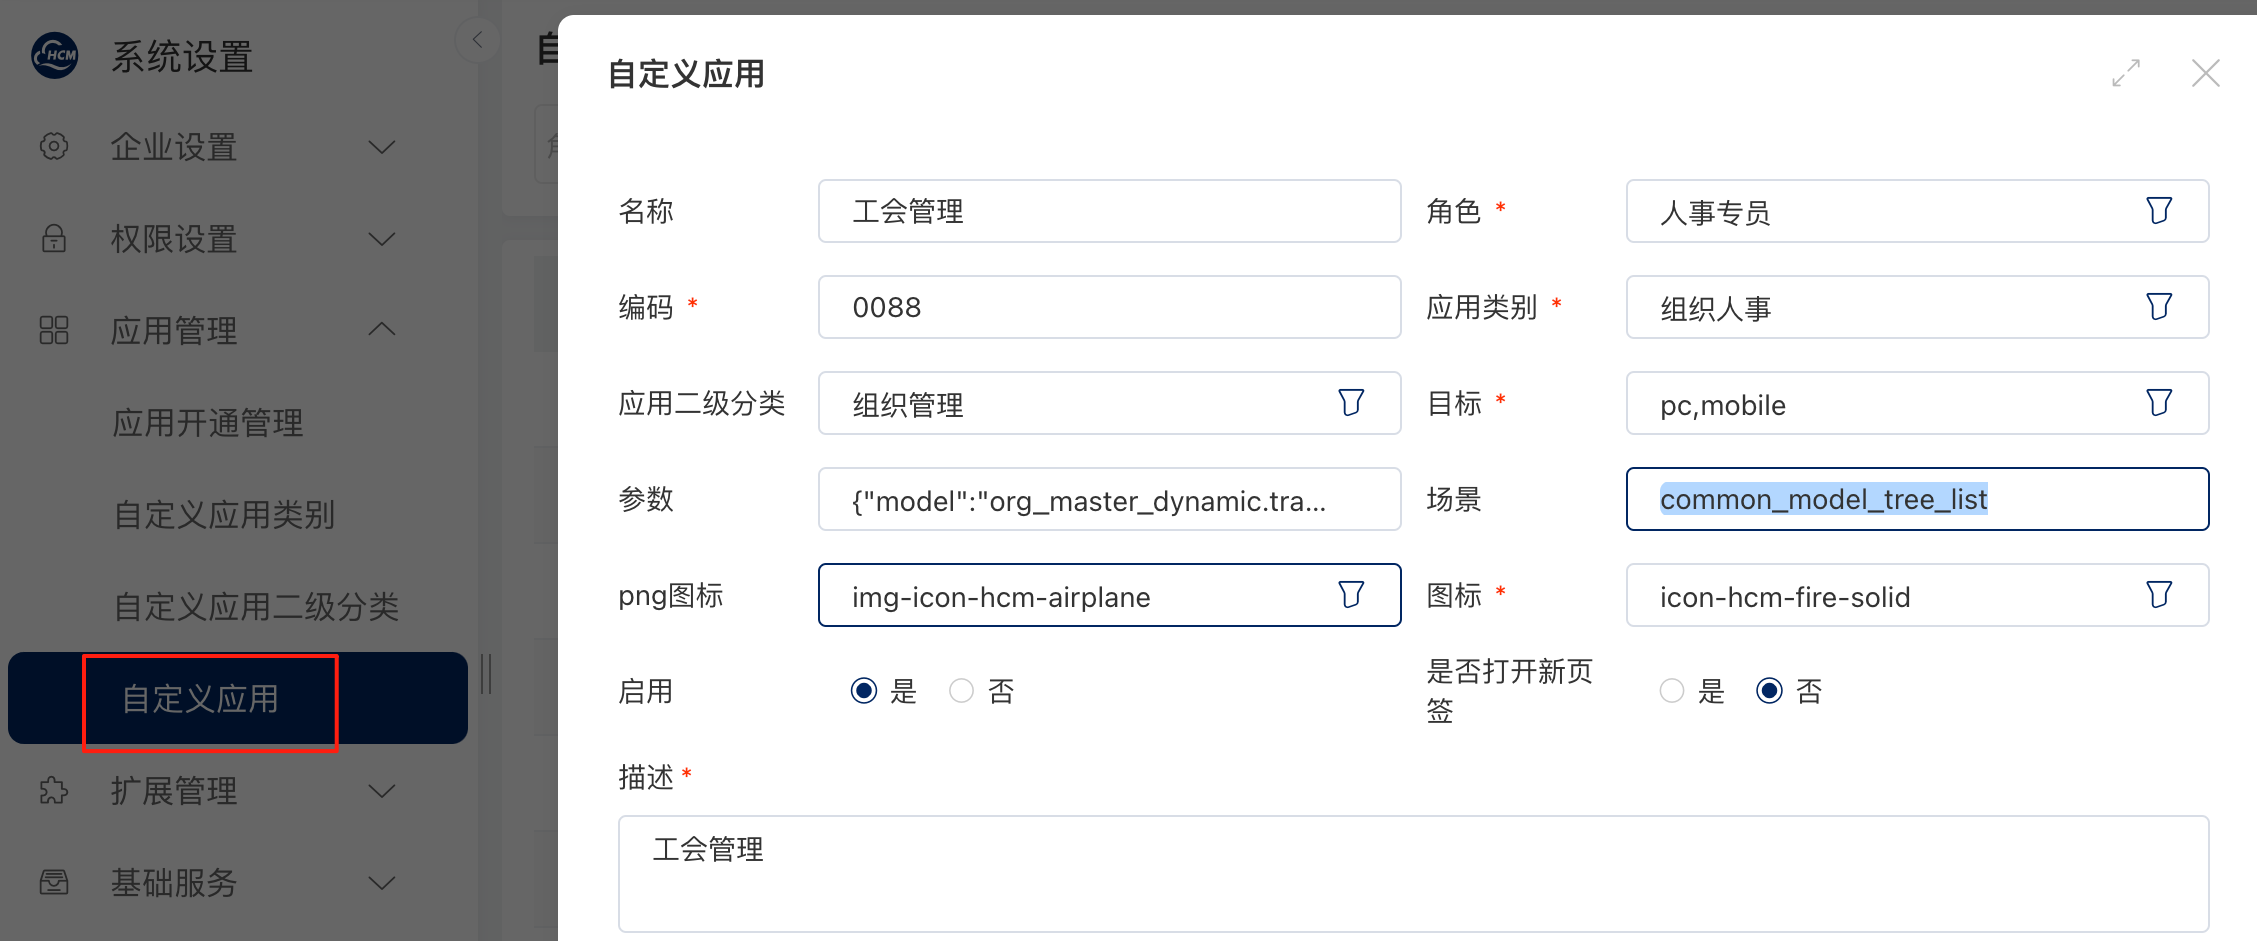 HCM
系统设置
企业设置
权限设置
应用管理
应用开通管理
自定义应用类别
自定义应用二级分类
自定义应用
扩展管理
基础服务
自定义应用
名称 工会管理 角色 * 人事专员
编码 * 0088 应用类别 * 组织人事
应用二级分类 组织管理 目标 * pc,mobile
参数 {"model":"org_master_dynamic.tra... 场景 common_model_tree_list
png图标 img-icon-hcm-airplane 图标 * icon-hcm-fire-solid
启用 是 否 是否打开新页
签 是 否
描述 *
工会管理